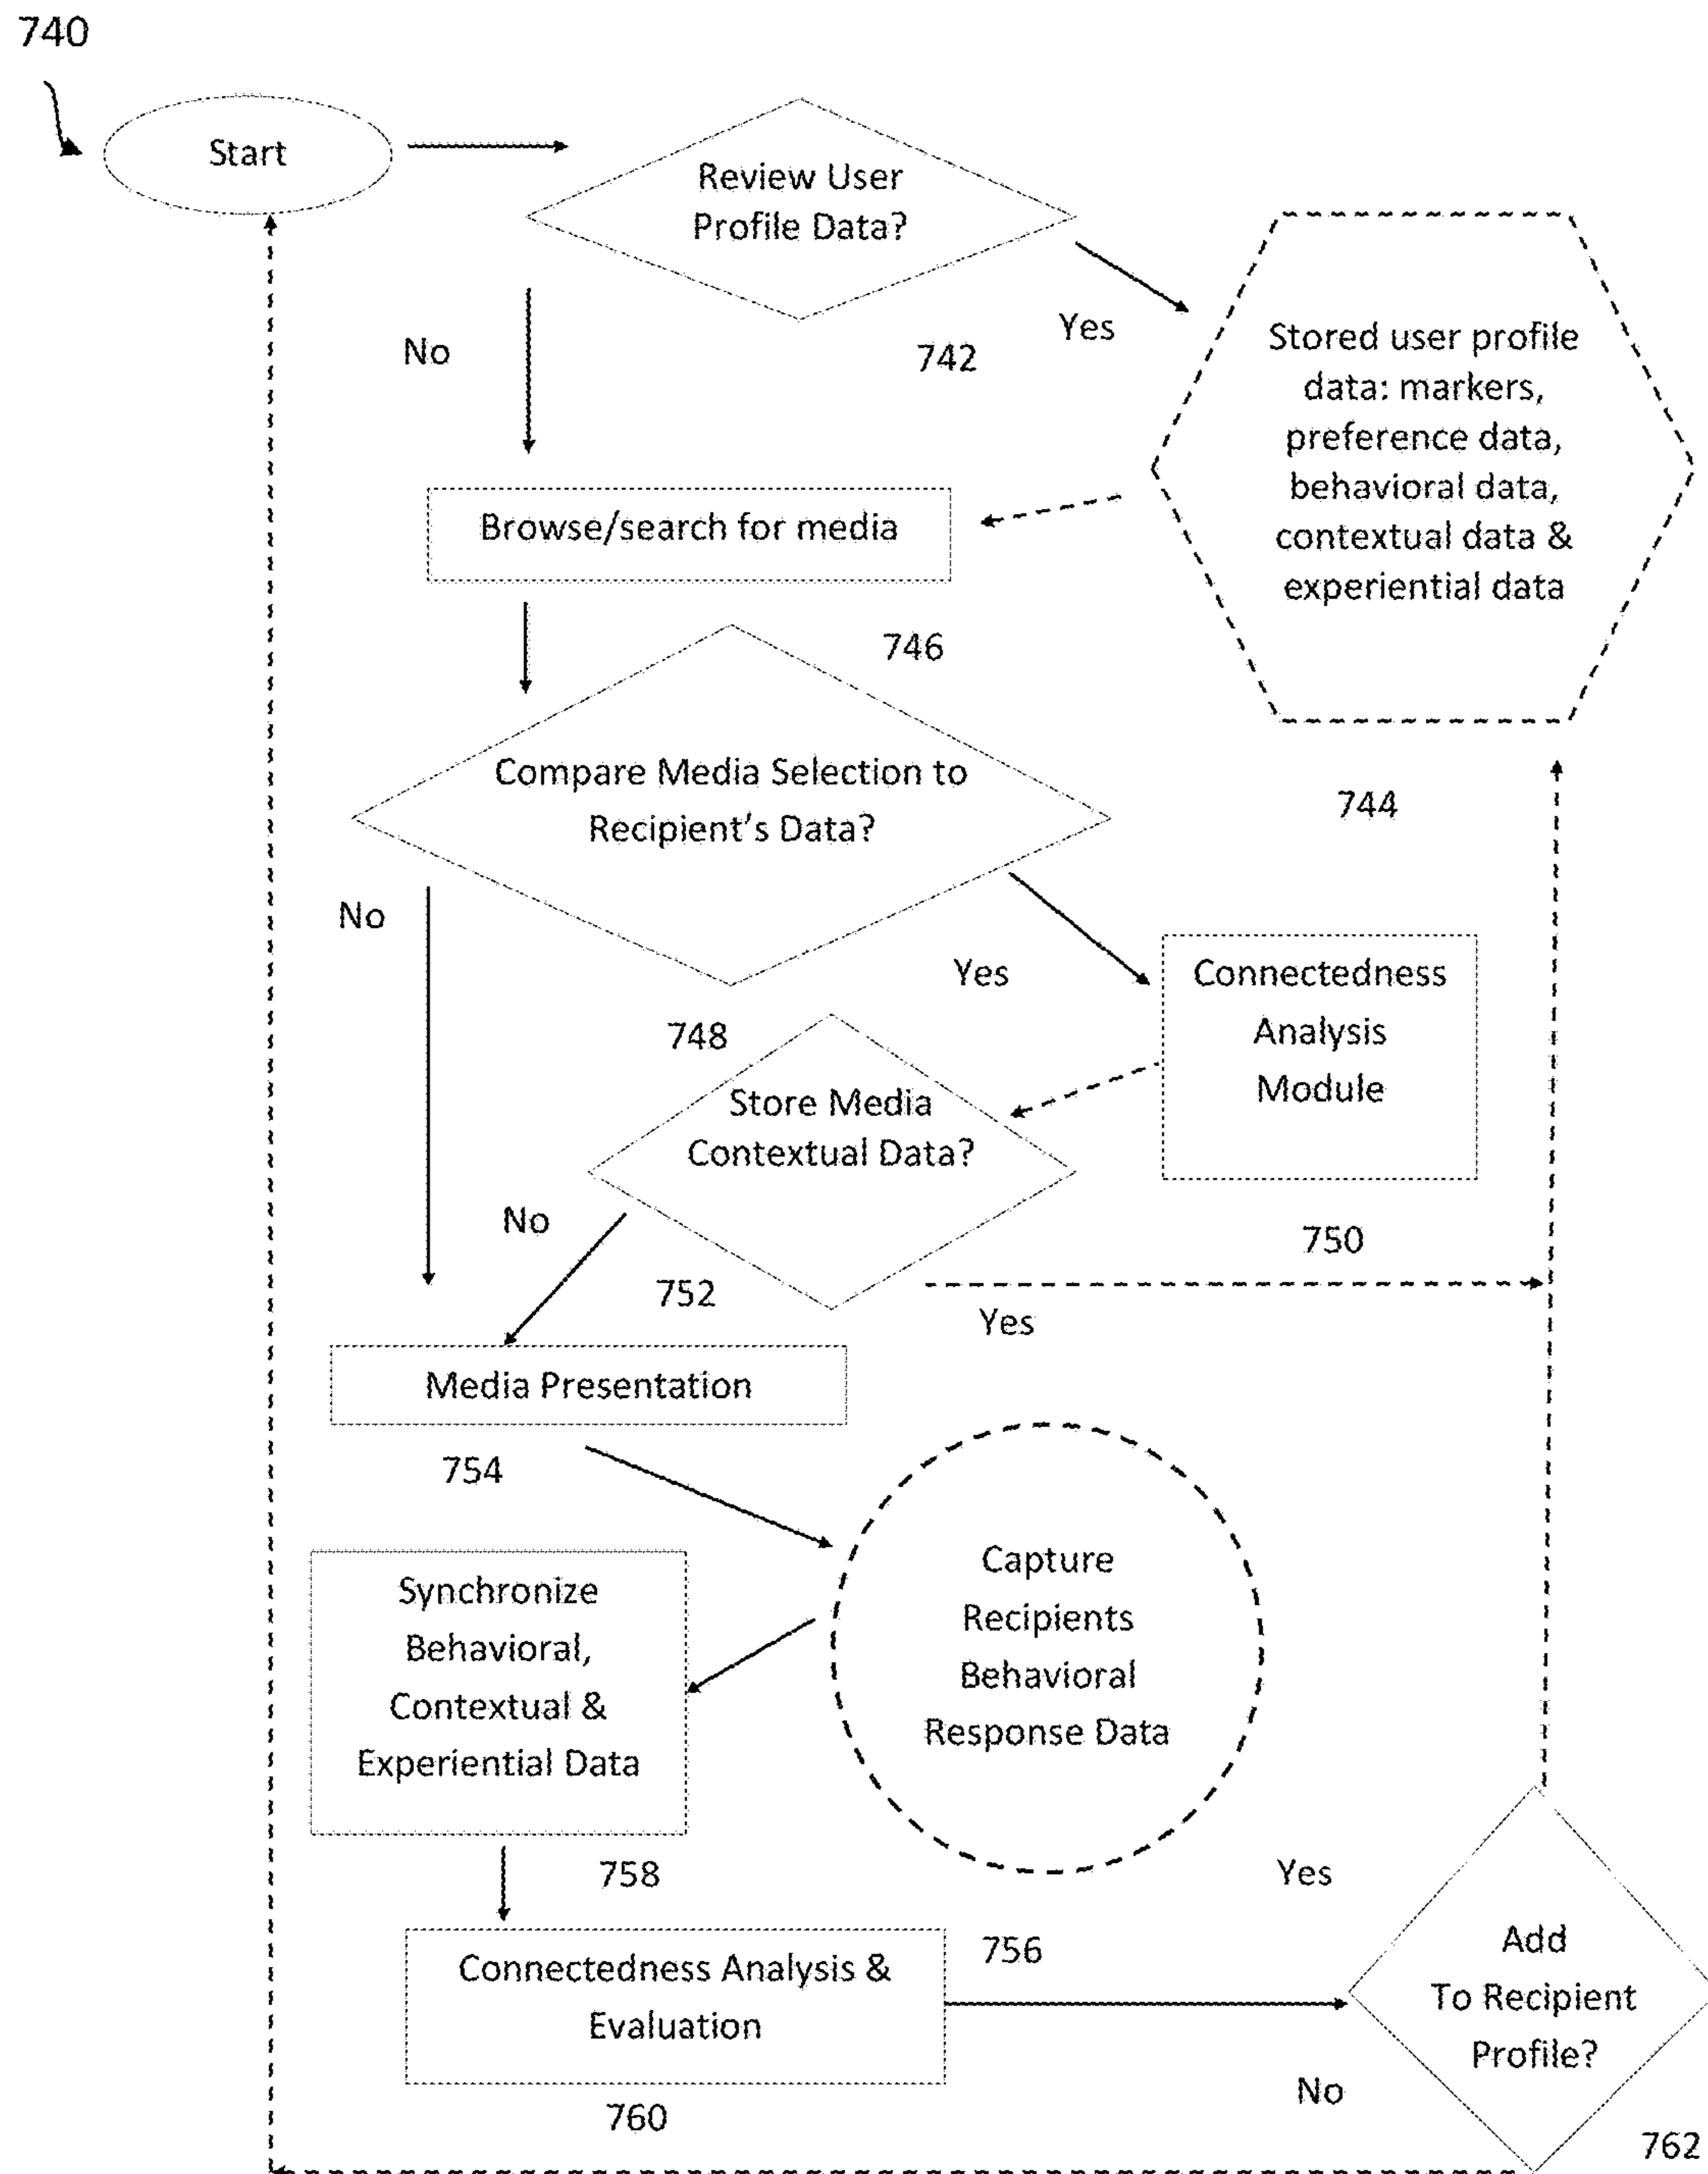 740
Start
Review User
Profile Data?
Yes
No
742
Stored user profile
data: markers,
preference data,
behavioral data,
contextual data &
experiential data
Browse/search for media
746
Compare Media Selection to
Recipient's Data?
744
No
Yes
Connectedness
Analysis
Module
748
Store Media
Contextual Data?
No
750
752
Yes
Media Presentation
754
Capture
Recipients
Behavioral
Response Data
Synchronize
Behavioral,
Contextual &
Experiential Data
758
Yes
756
Connectedness Analysis &
Evaluation
Add
To Recipient
Profile?
No
760
762